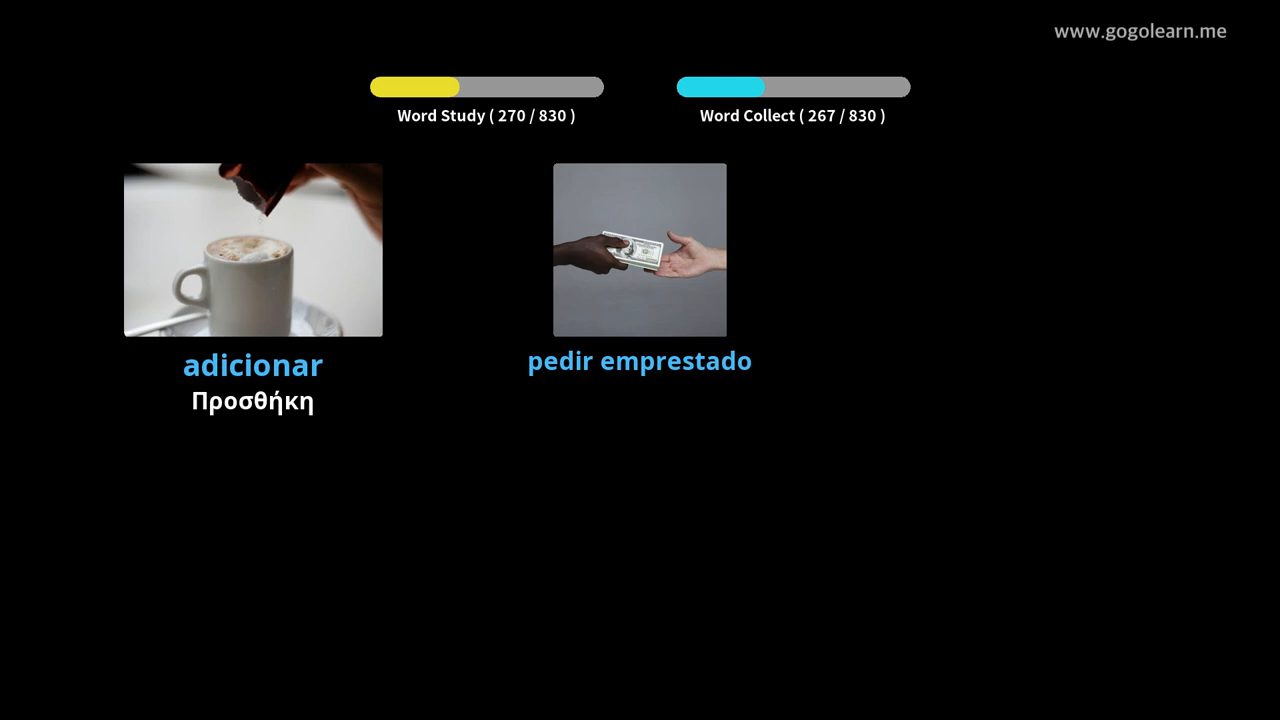 www.gogolearn.me
Word Study ( 270 / 830 )
Word Collect ( 267 / 830 )
adicionar
Προσθήκη
pedir emprestado